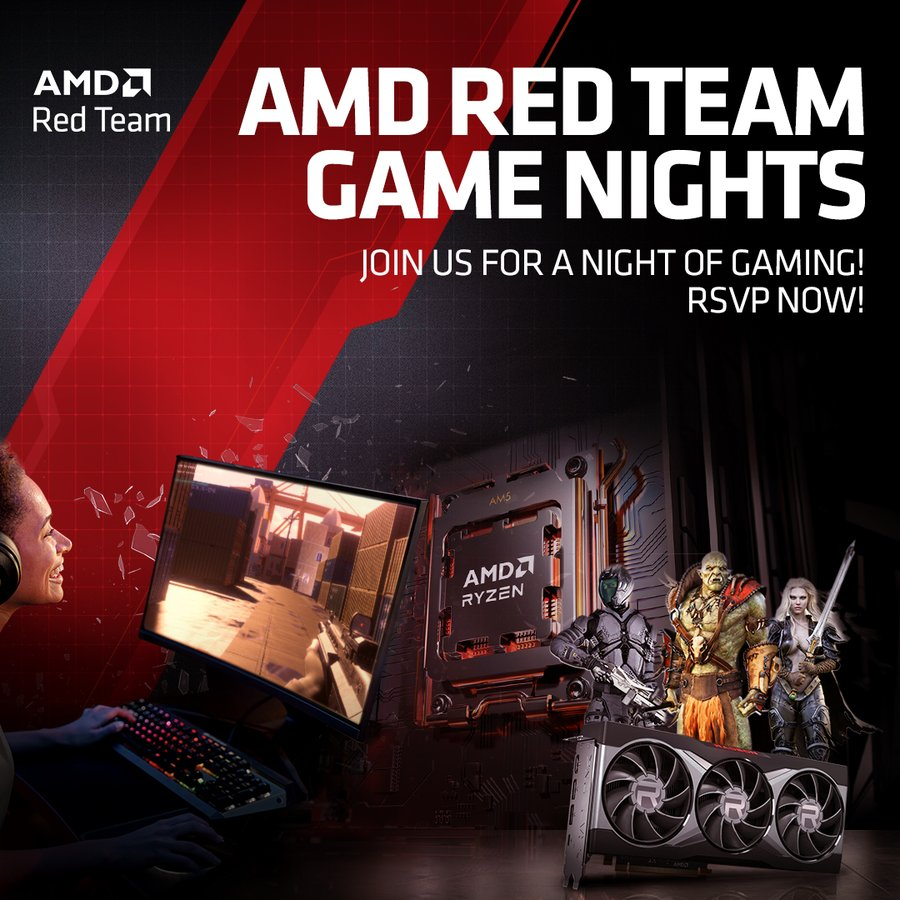 AMD
Red Team
AMD RED TEAM
GAME NIGHTS
JOIN US FOR A NIGHT OF GAMING!
RSVP NOW!
AM5
AMD
RYZEN
R
R
R
AMD